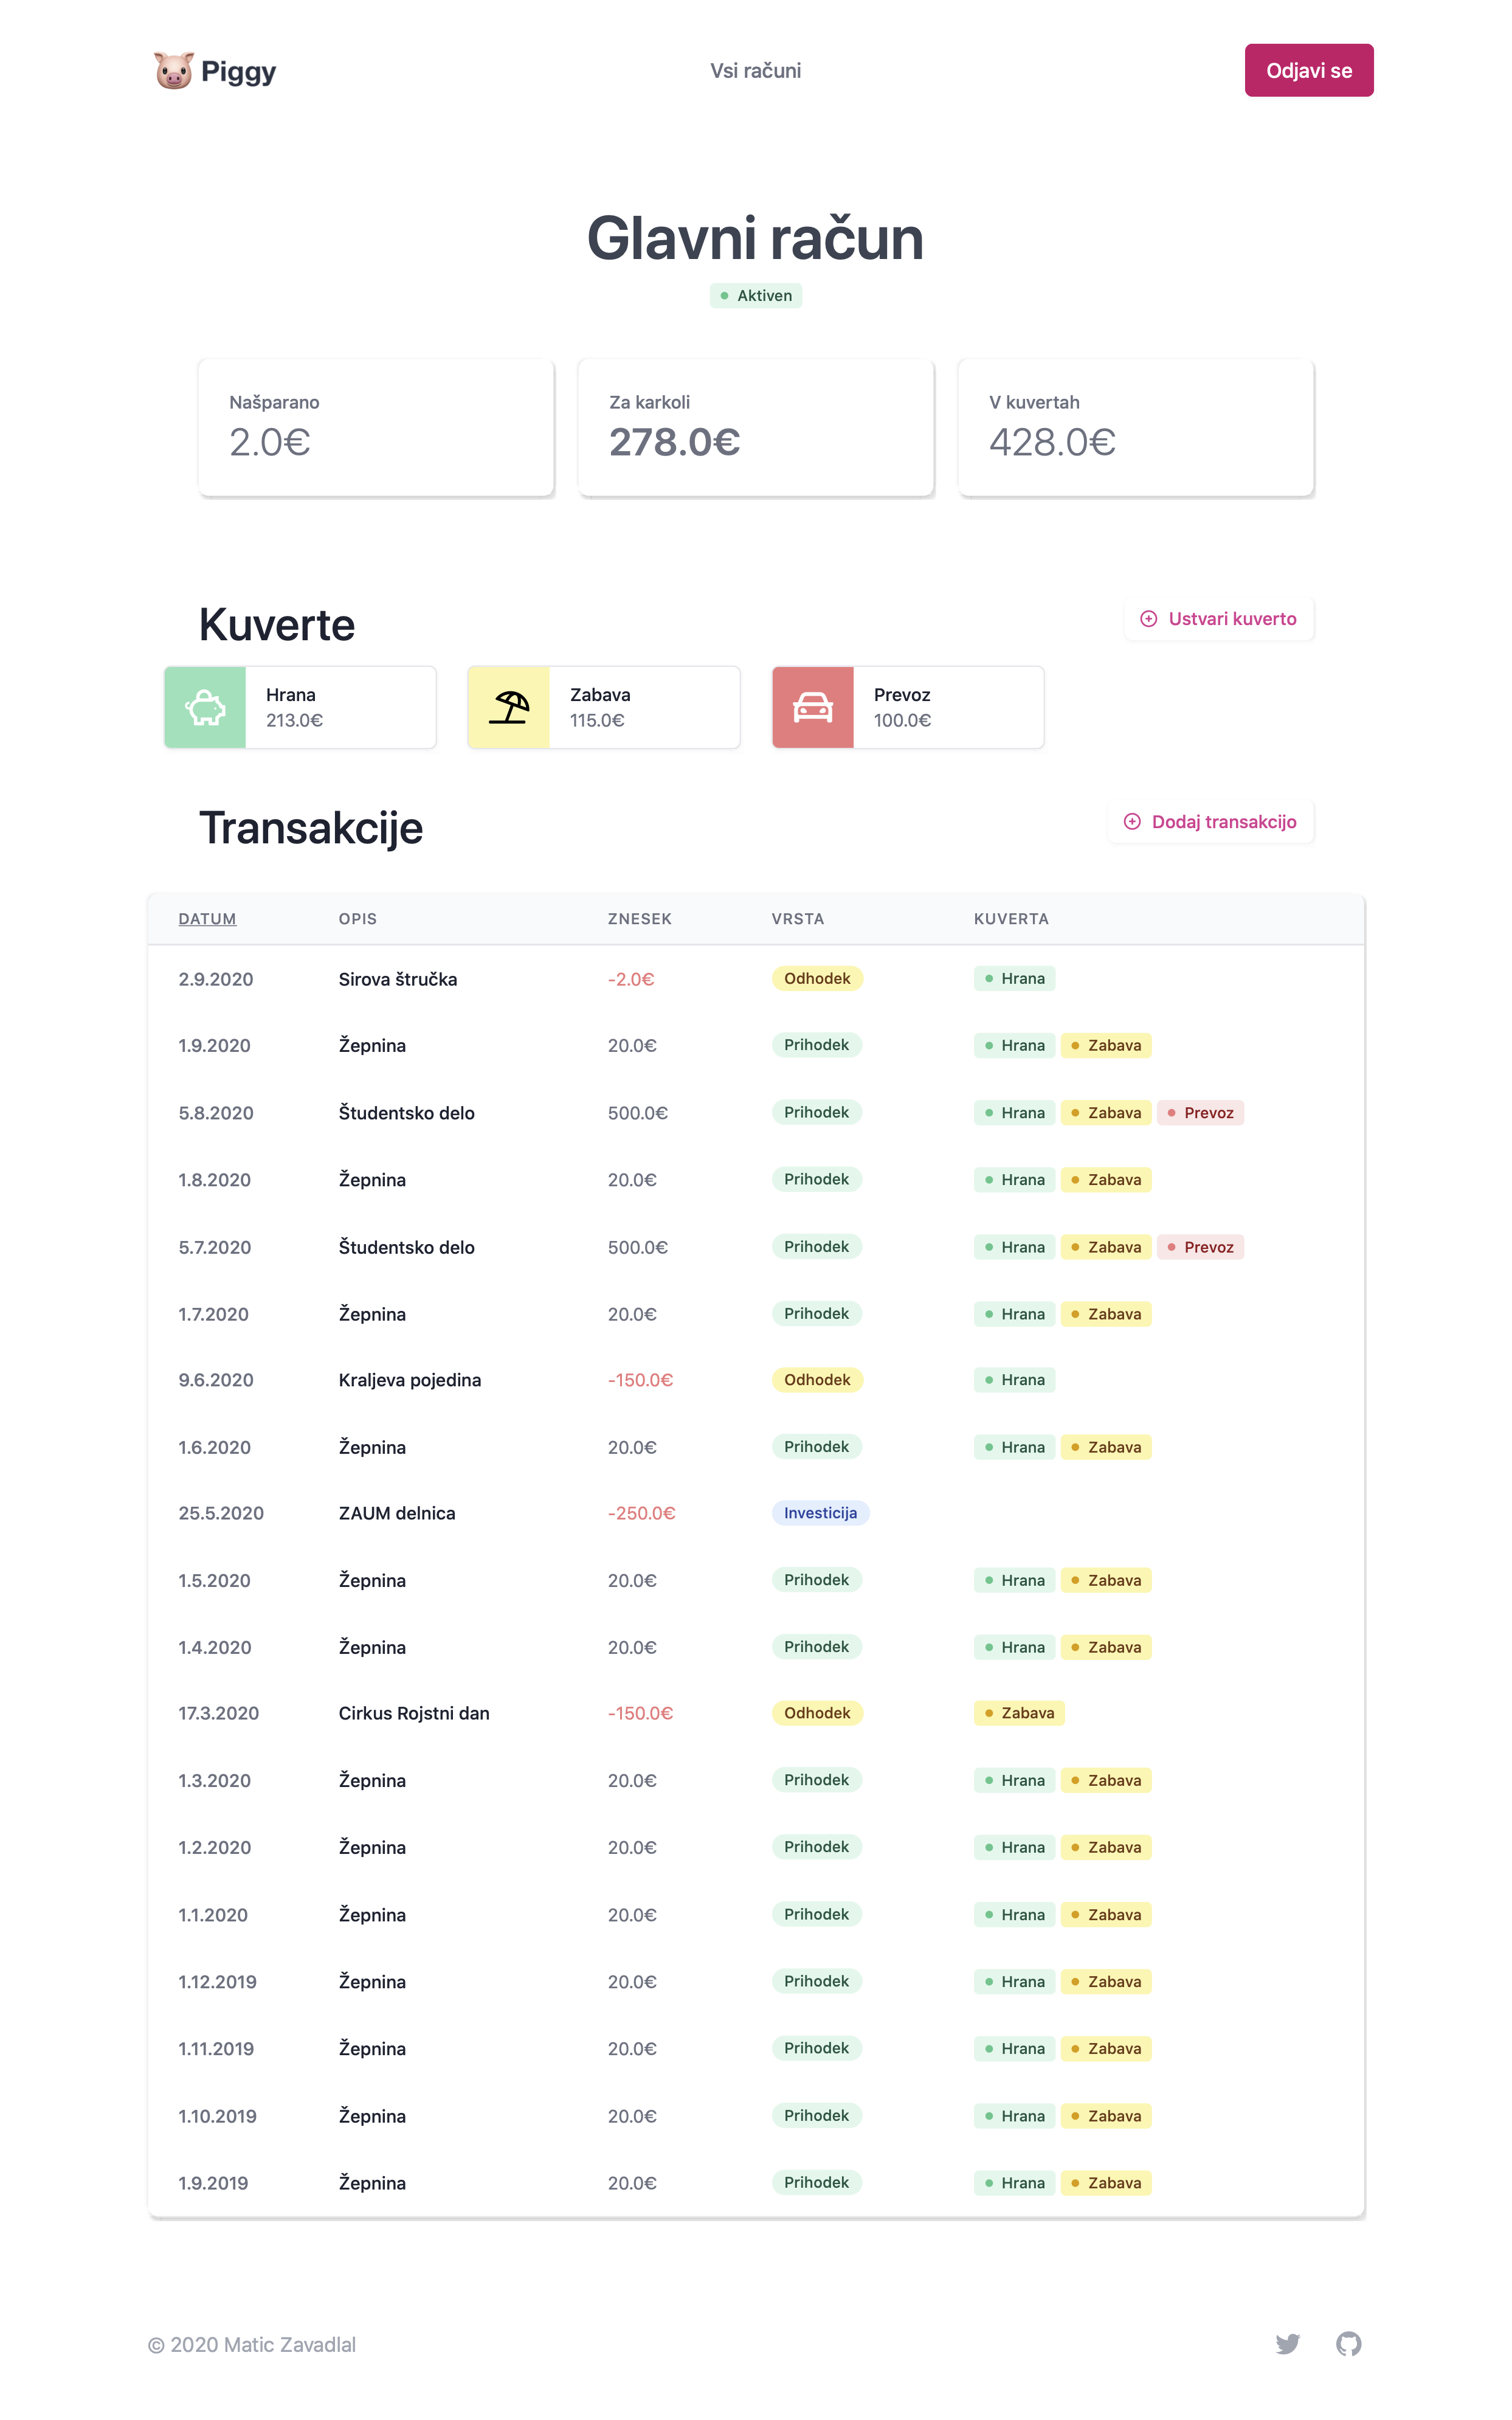 Piggy
Vsi računi
Odjavi se
Glavni račun
Aktiven
Našparano
2.0€
Za karkoli
278.0€
V kuvertah
428.0€
Kuverte
Ustvari kuverto
Hrana
213.0€
Zabava
115.0€
Prevoz
100.0€
Transakcije
Dodaj transakcijo
DATUM OPIS ZNESEK VRSTA KUVERTA
2.9.2020 Sirova štručka -2.0€ Odhodek Hrana
1.9.2020 Žepnina 20.0€ Prihodek Hrana Zabava
5.8.2020 Študentsko delo 500.0€ Prihodek Hrana Zabava Prevoz
1.8.2020 Žepnina 20.0€ Prihodek Hrana Zabava
5.7.2020 Študentsko delo 500.0€ Prihodek Hrana Zabava Prevoz
1.7.2020 Žepnina 20.0€ Prihodek Hrana Zabava
9.6.2020 Kraljeva pojedina -150.0€ Odhodek Hrana
1.6.2020 Žepnina 20.0€ Prihodek Hrana Zabava
25.5.2020 ZAUM delnica -250.0€ Investicija
1.5.2020 Žepnina 20.0€ Prihodek Hrana Zabava
1.4.2020 Žepnina 20.0€ Prihodek Hrana Zabava
17.3.2020 Cirkus Rojstni dan -150.0€ Odhodek Zabava
1.3.2020 Žepnina 20.0€ Prihodek Hrana Zabava
1.2.2020 Žepnina 20.0€ Prihodek Hrana Zabava
1.1.2020 Žepnina 20.0€ Prihodek Hrana Zabava
1.12.2019 Žepnina 20.0€ Prihodek Hrana Zabava
1.11.2019 Žepnina 20.0€ Prihodek Hrana Zabava
1.10.2019 Žepnina 20.0€ Prihodek Hrana Zabava
1.9.2019 Žepnina 20.0€ Prihodek Hrana Zabava
© 2020 Matic Zavadlal